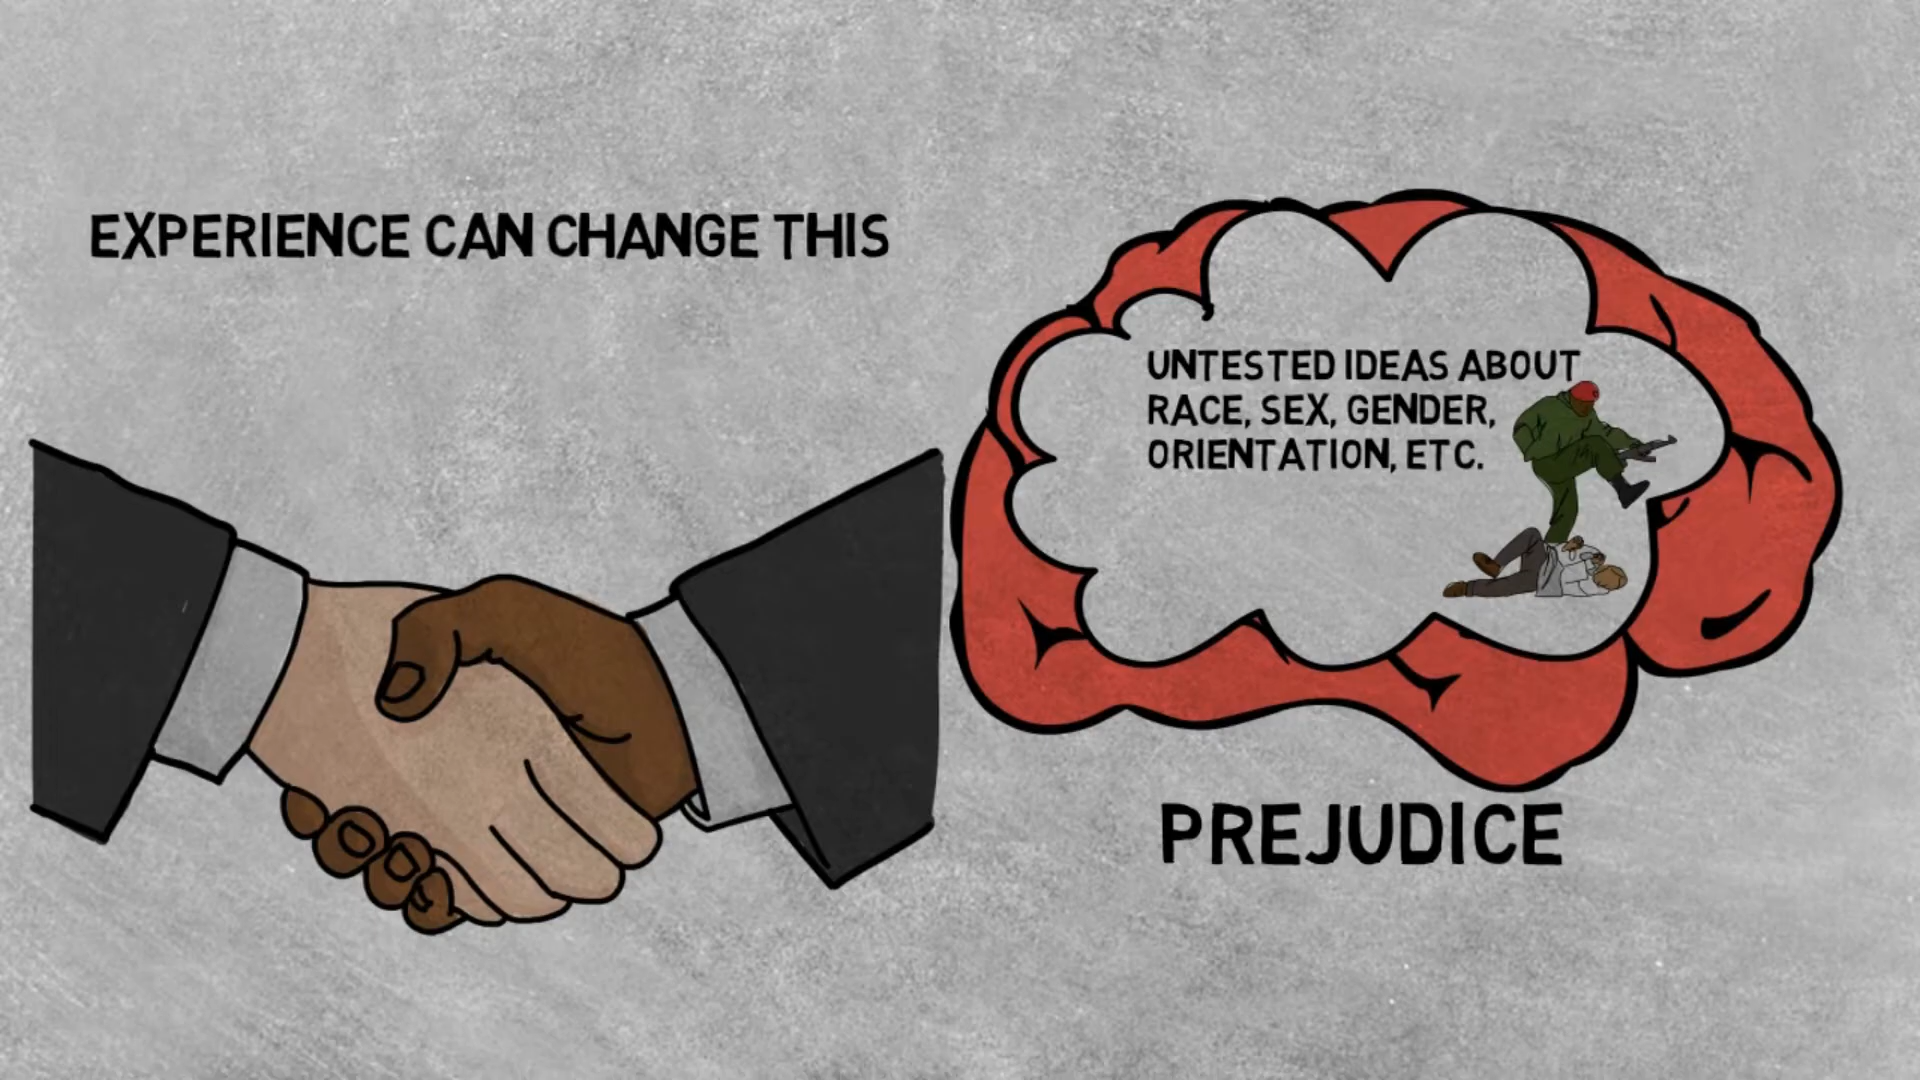 EXPERIENCE CAN CHANGE THIS
UNTESTED IDEAS ABOUT
RACE, SEX, GENDER,
ORIENTATION, ETC.
PREJUDICE